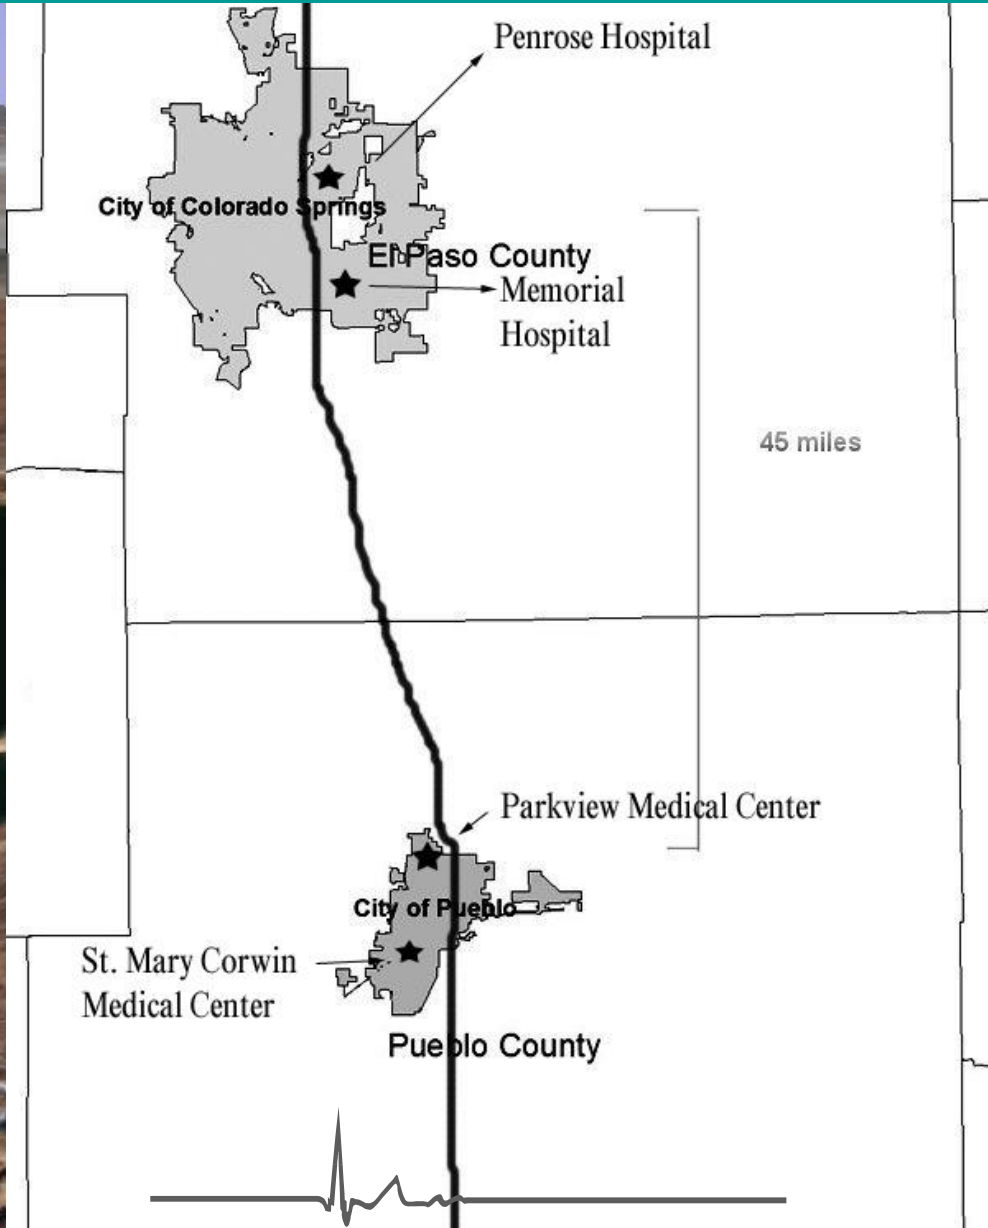 Penrose Hospital
City of Colorado Springs
El Paso County
Memorial
Hospital
45 miles
Parkview Medical Center
City of Pueblo
St. Mary Corwin
Medical Center
Pueblo County